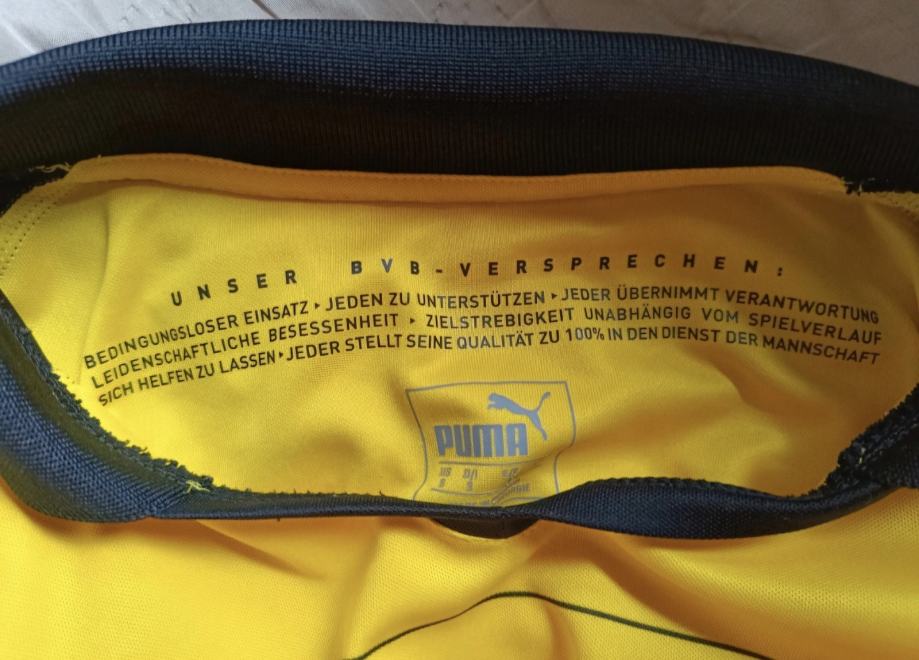 UNSER BVB-VERSPRECHEN:
BEDINGUNGSLOSER EINSATZ ▸ JEDEN ZU UNTERSTÜTZEN ▸ JEDER ÜBERNIMMT VERANTWORTUNG
LEIDENSCHAFTLICHE BESESSENHEIT ▸ ZIELSTREBIGKEIT UNABHÄNGIG VOM SPIELVERLAUF
SICH HELFEN ZU LASSEN ▸ JEDER STELLT SEINE QUALITÄT ZU 100% IN DEN DIENST DER MANNSCHAFT
PUMA